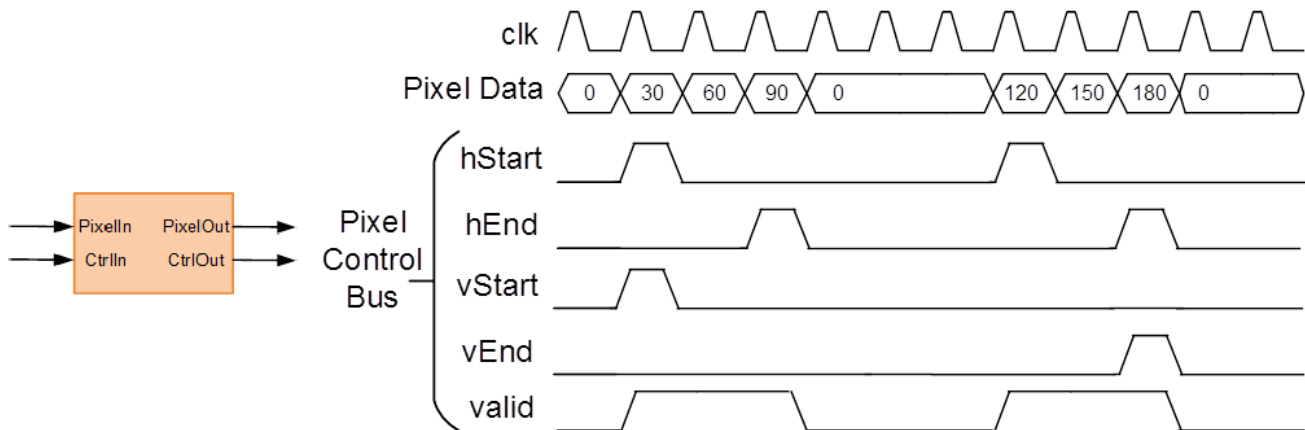 clk
Pixel Data 0 30 60 90 0 120 150 180 0
hStart
PixelIn PixelOut
CtrlIn CtrlOut
Pixel
Control
Bus
hEnd
vStart
vEnd
valid